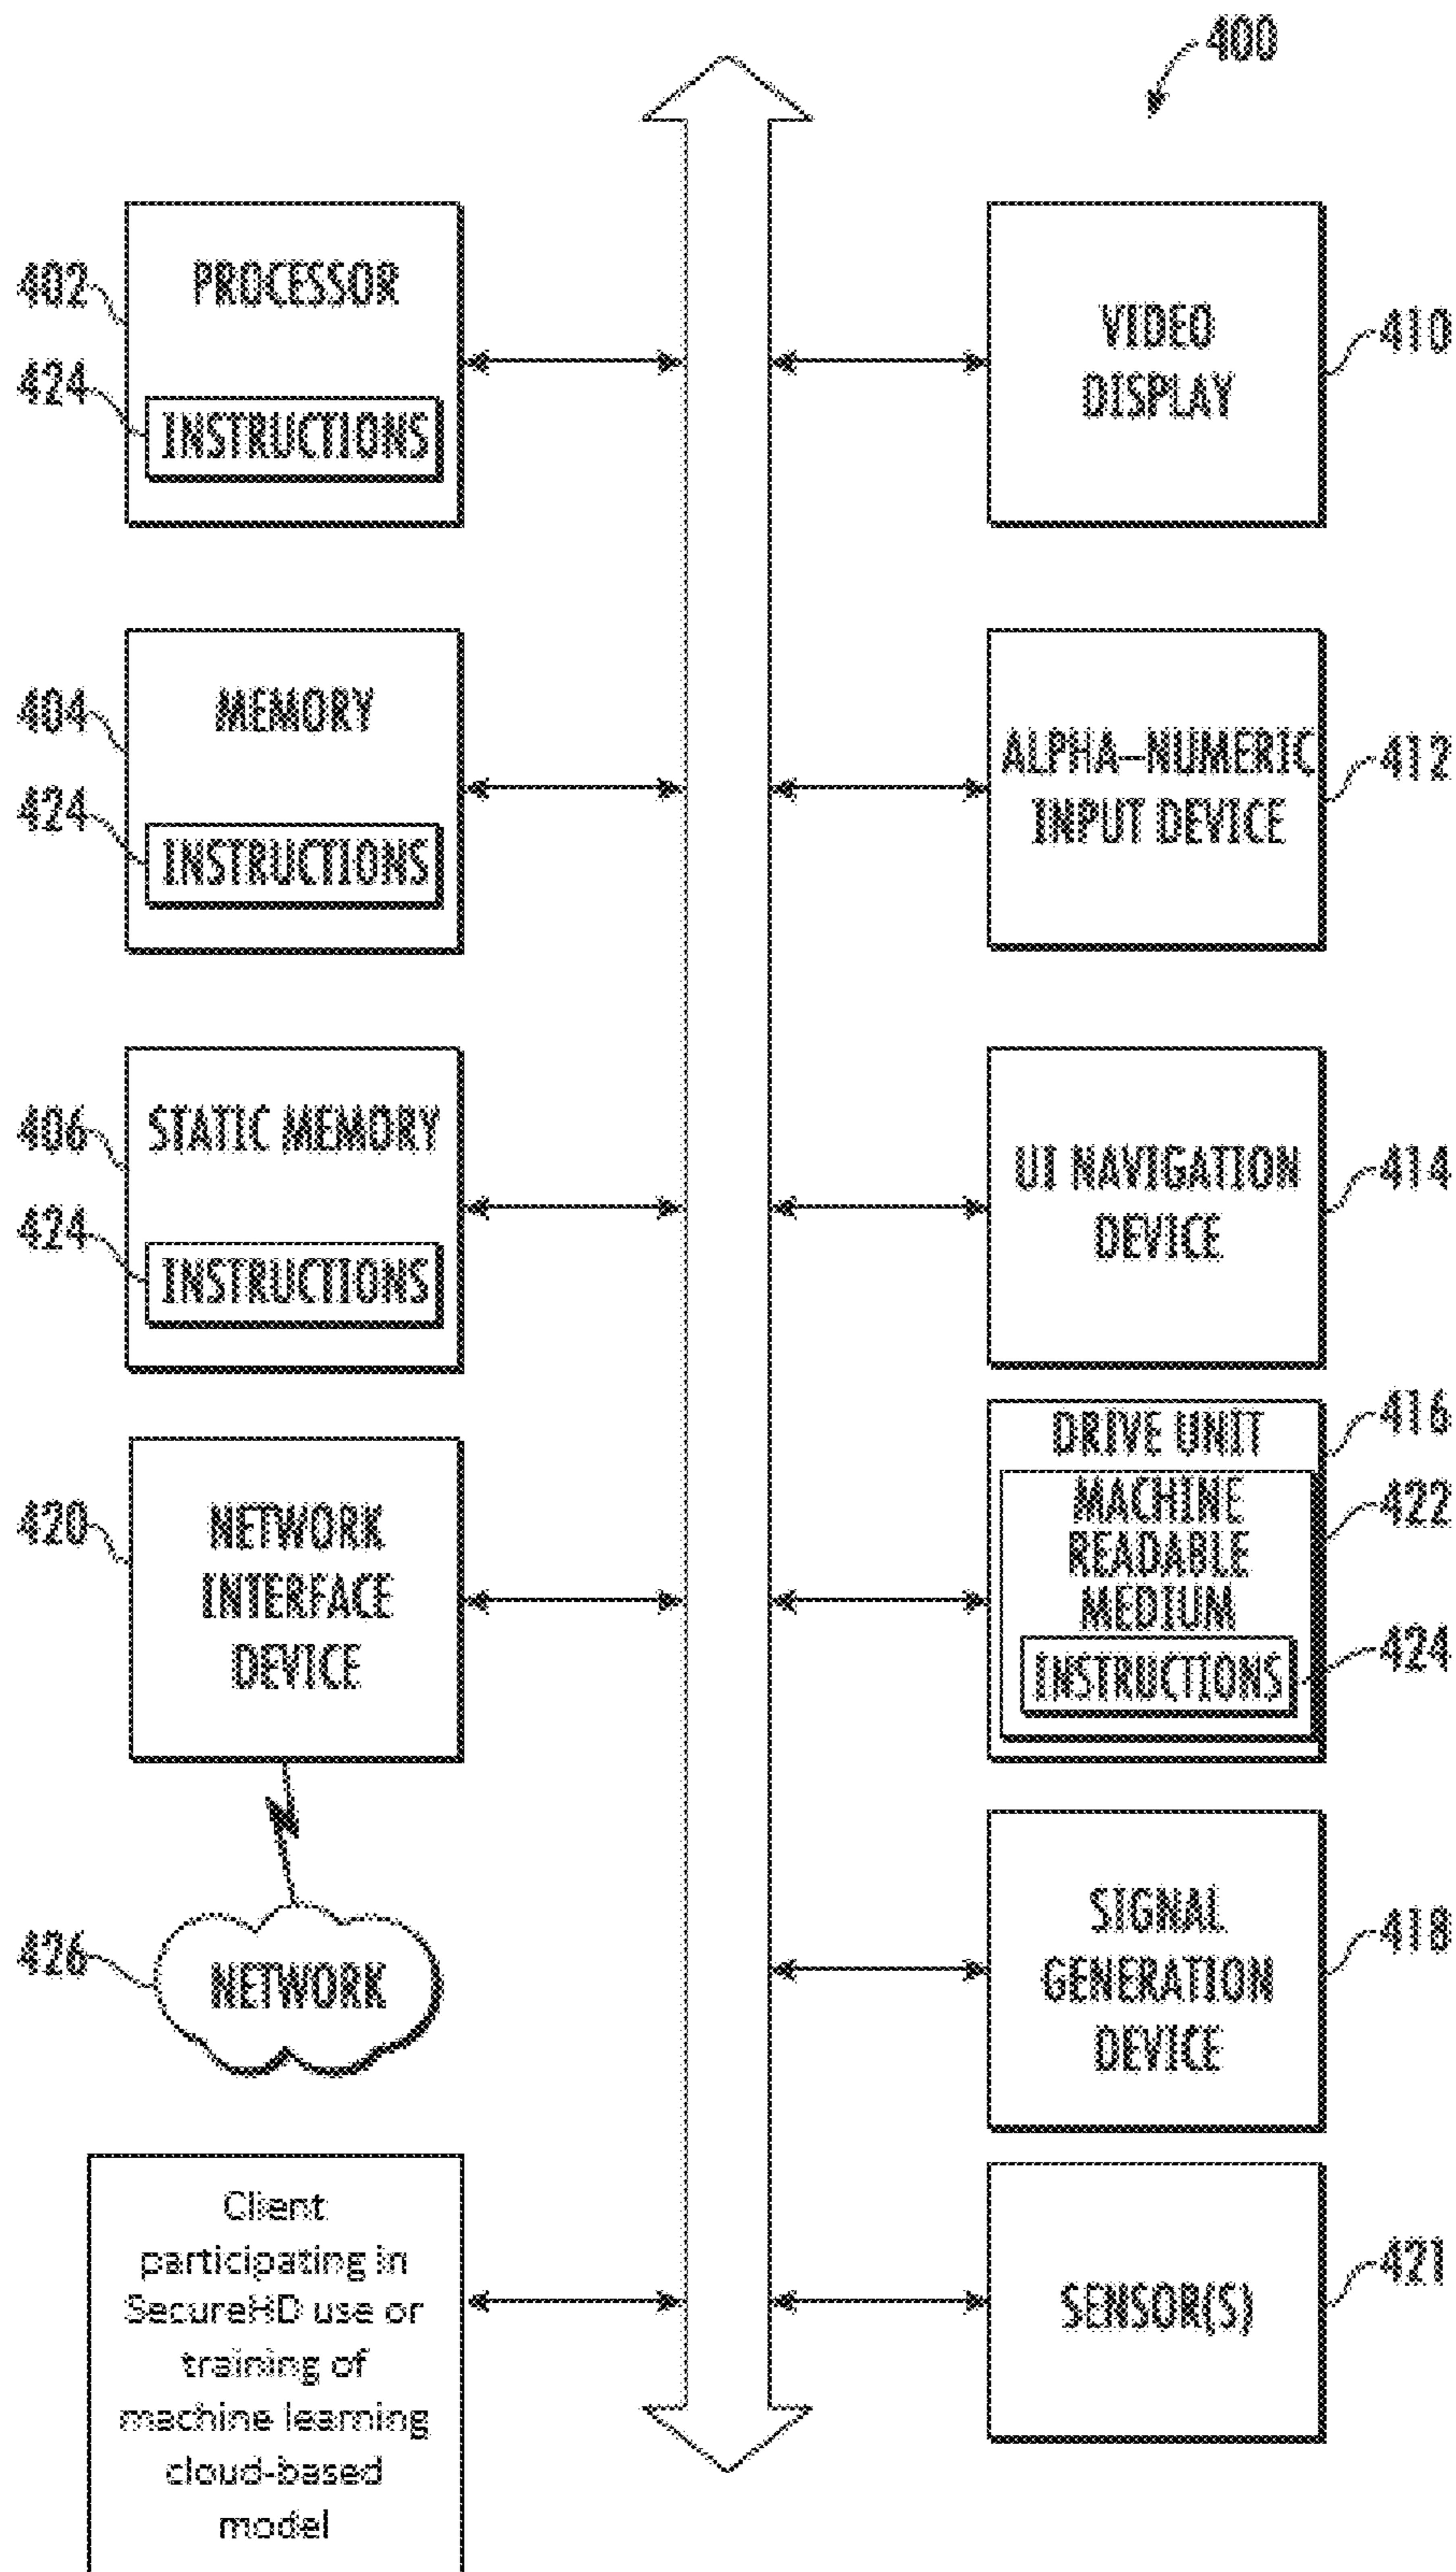 400
402
PROCESSOR
424
INSTRUCTIONS
404
MEMORY
424
INSTRUCTIONS
406
STATIC MEMORY
424
INSTRUCTIONS
420
NETWORK
INTERFACE
DEVICE
426
NETWORK
Client
participating in
SecureHD use or
training of
machine learning
cloud-based
model
VIDEO
DISPLAY
410
ALPHA–NUMERIC
INPUT DEVICE
412
UI NAVIGATION
DEVICE
414
DRIVE UNIT
416
MACHINE
READABLE
MEDIUM
422
INSTRUCTIONS
424
SIGNAL
GENERATION
DEVICE
418
SENSOR(S)
421